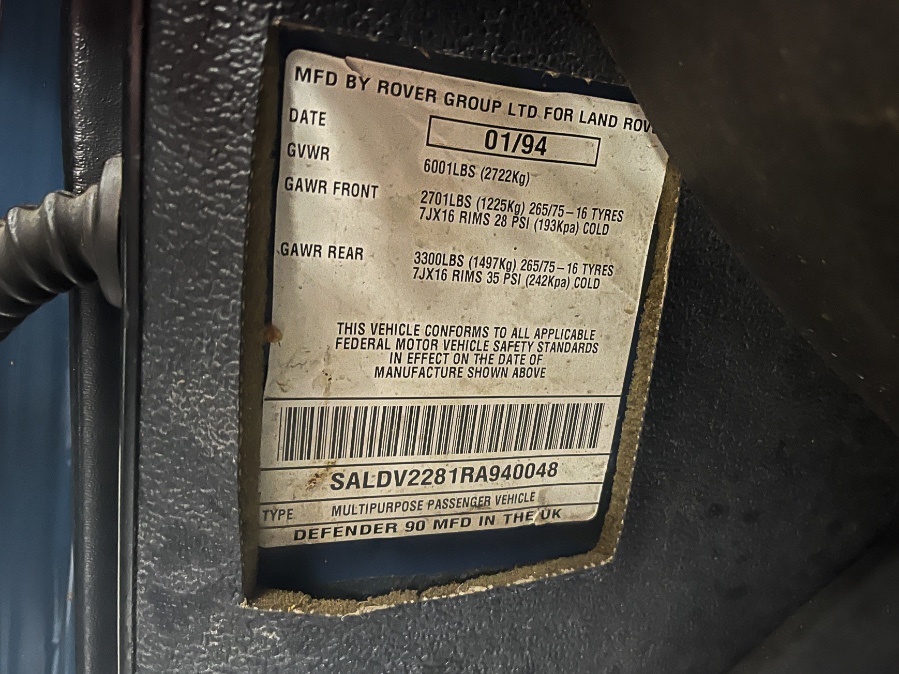 MFD BY ROVER GROUP LTD FOR LAND
DATE 01/94
GVWR 6001LBS (2722Kg)
GAWR FRONT 2701LBS (1225Kg) 265/75-16 TYRES
7JX16 RIMS 28 PSI (193Kpa) COLD
GAWR REAR 3300LBS (1497Kg) 265/75-16 TYRES
7JX16 RIMS 35 PSI (242Kpa) COLD
THIS VEHICLE CONFORMS TO ALL APPLICABLE
FEDERAL MOTOR VEHICLE SAFETY STANDARDS
IN EFFECT ON THE DATE OF
MANUFACTURE SHOWN ABOVE
SALDV2281RA940048
TYPE MULTIPURPOSE PASSENGER VEHICLE
DEFENDER 90 MFD IN THE UK